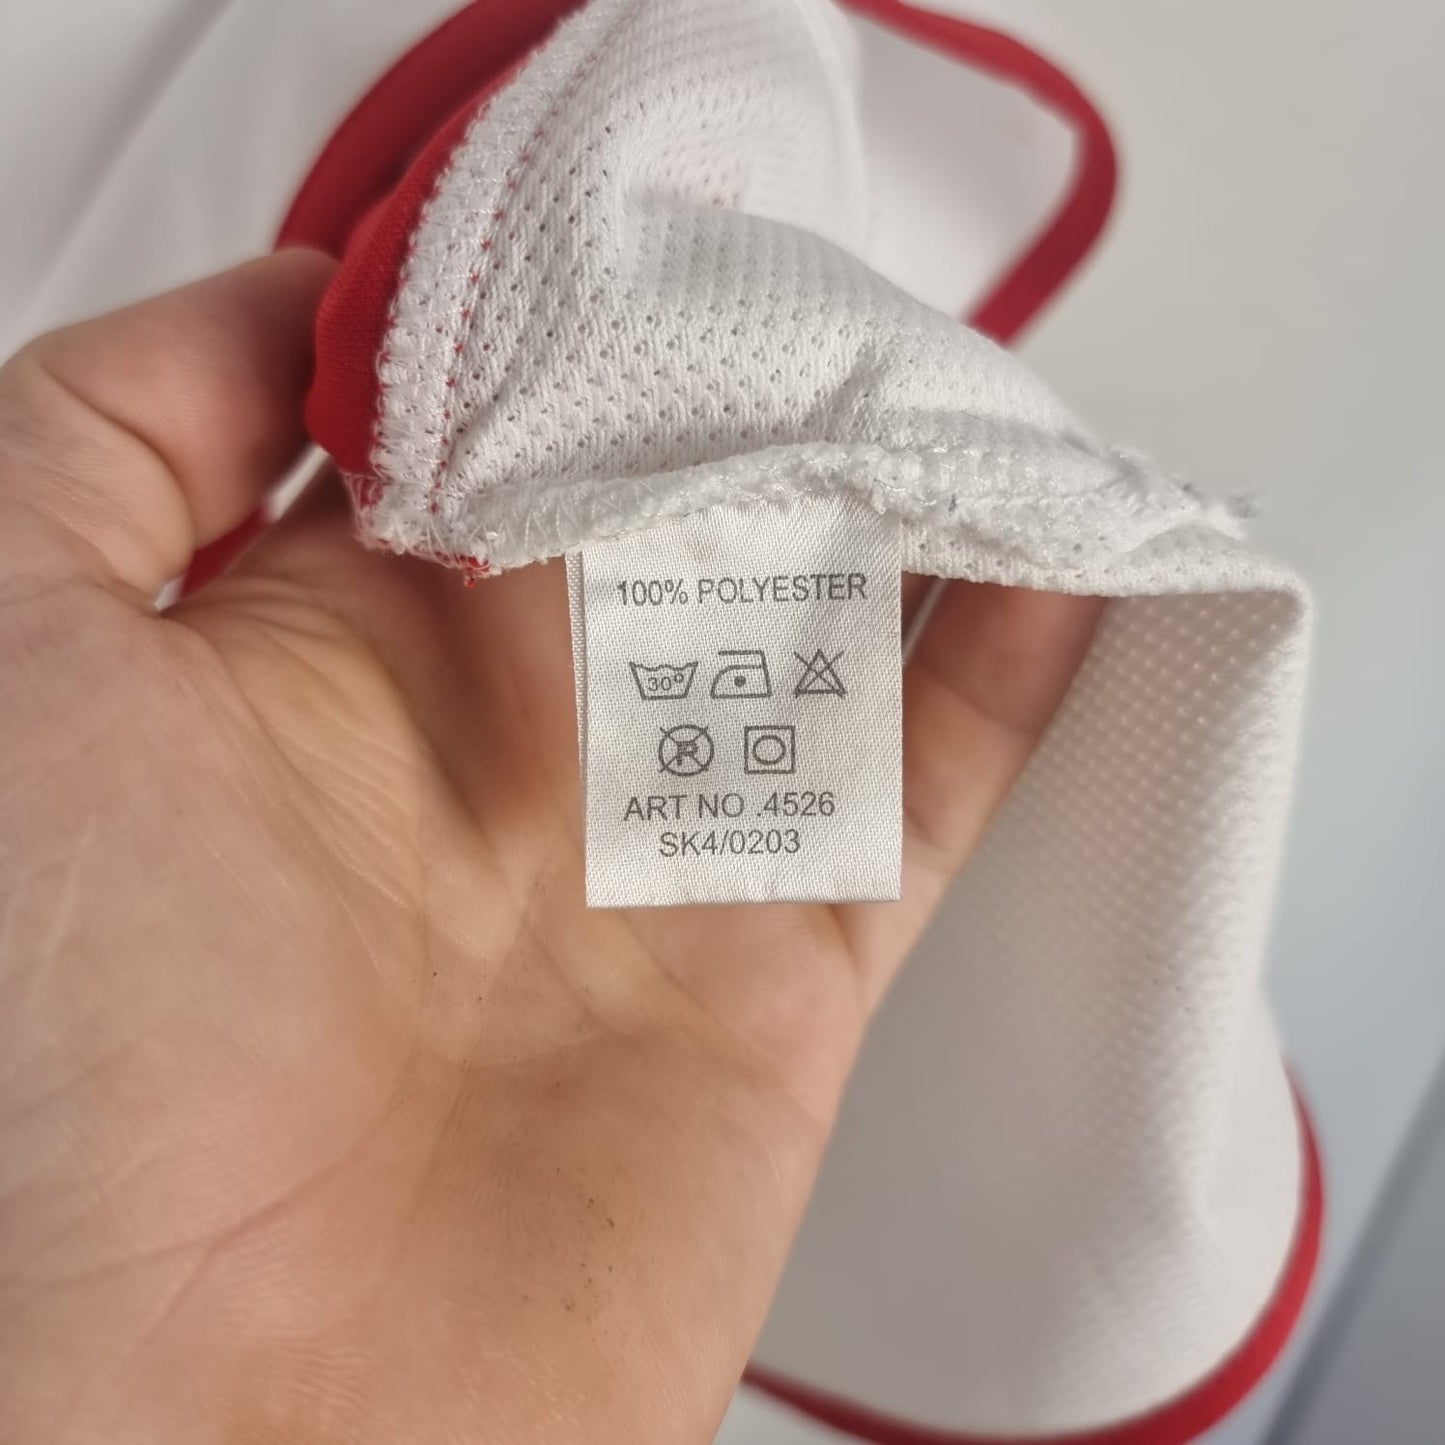 100% POLYESTER
30°
P
ART NO .4526
SK4/0203